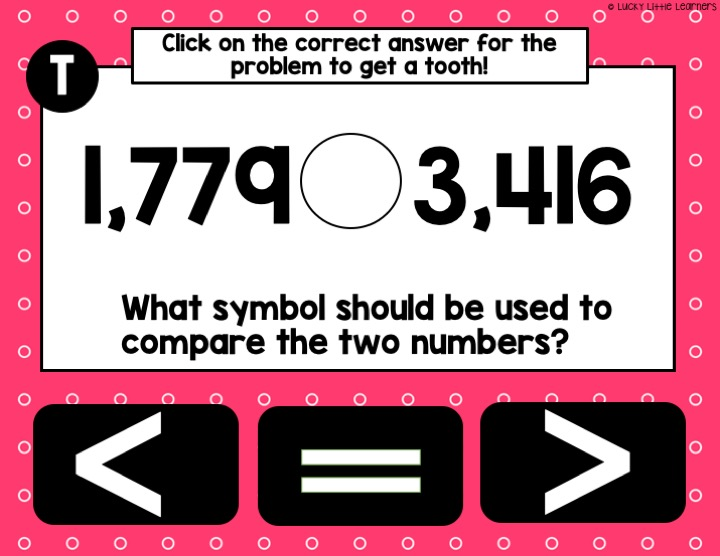 © Lucky Little Learners
Click on the correct answer for the
problem to get a tooth!
T
1,779 3,416
What symbol should be used to
compare the two numbers?
< = >